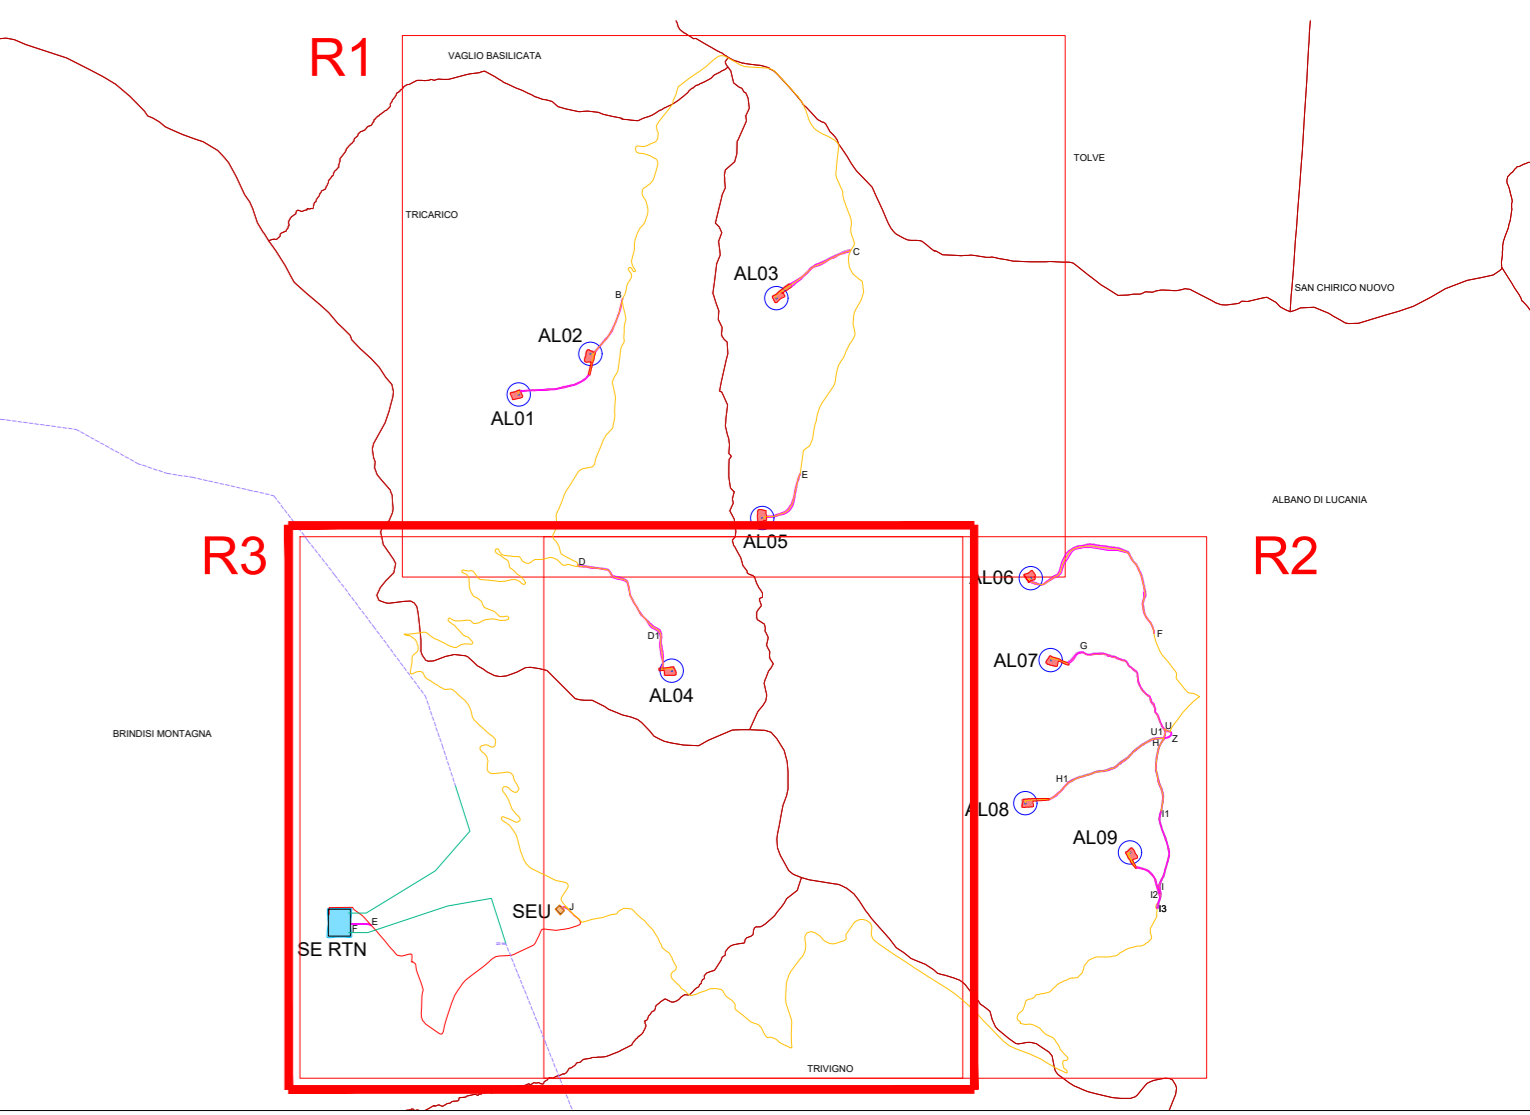 R1
VAGLIO BASILICATA
TOLVE
TRICARICO
AL03
C
B
SAN CHIRICO NUOVO
AL02
AL01
E
ALBANO DI LUCANIA
R3
AL05
R2
D
AL06
D1
F
G
AL07
AL04
U
BRINDISI MONTAGNA
U1
Z
H
H1
AL08
I1
AL09
I
I2
I3
SEU
J
E
F
SE RTN
TRIVIGNO